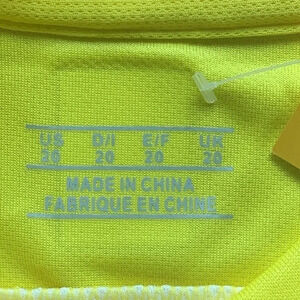 US D/I E/F UK
20 20 20 20
MADE IN CHINA
FABRIQUE EN CHINE